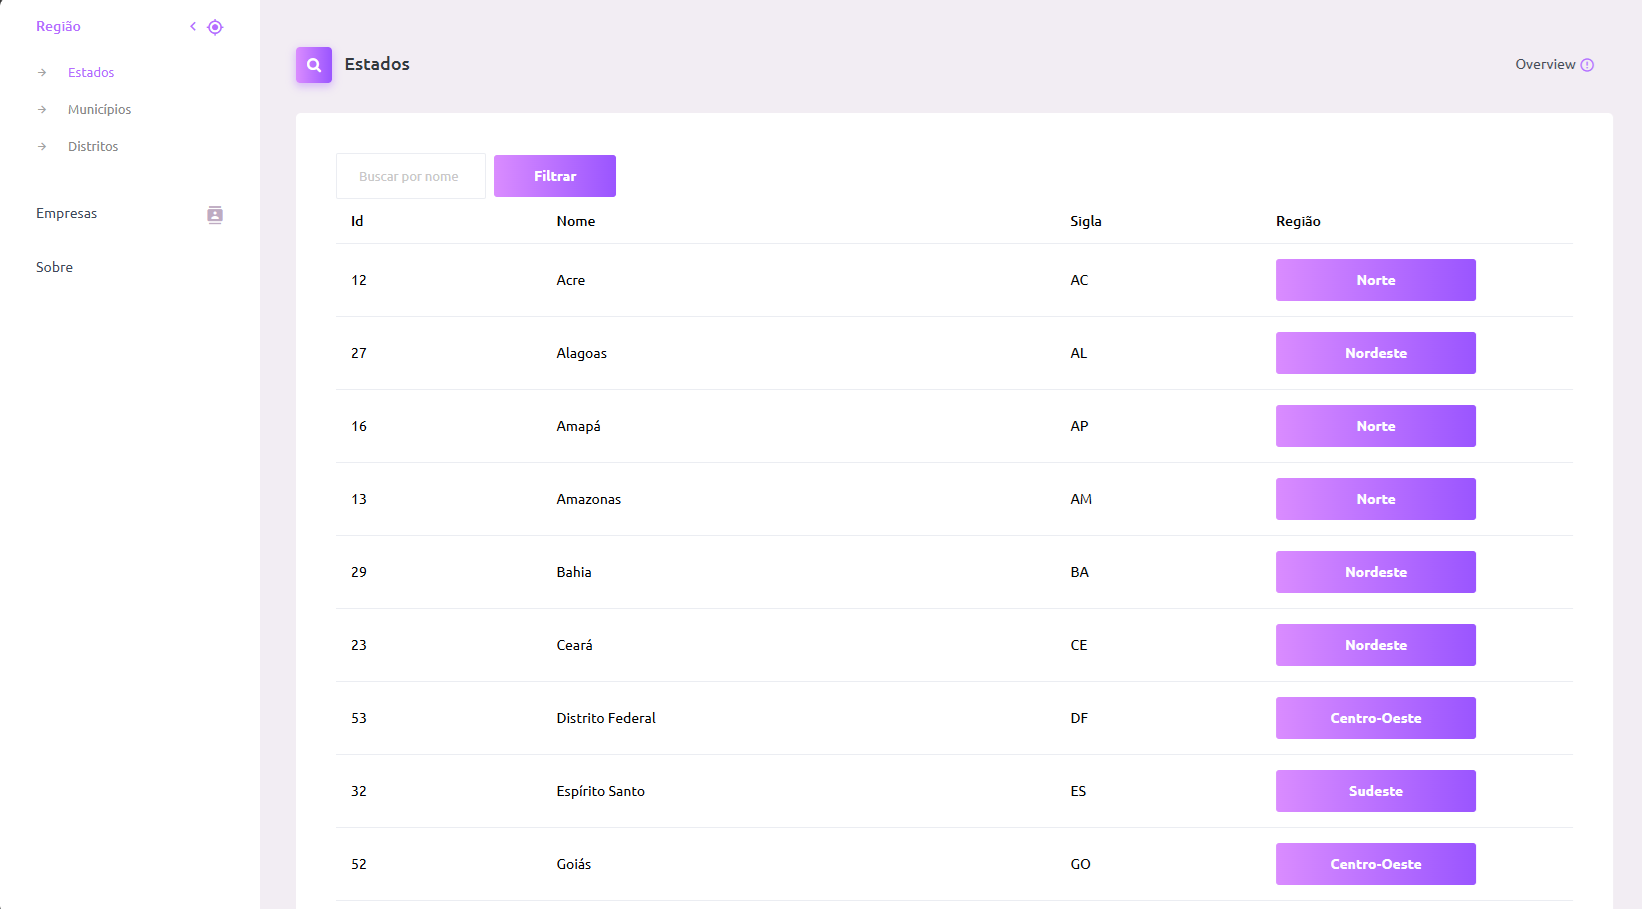 Região
Estados
Municípios
Distritos
Empresas
Sobre
Estados
Overview
Buscar por nome
Filtrar
Id Nome Sigla Região
12 Acre AC Norte
27 Alagoas AL Nordeste
16 Amapá AP Norte
13 Amazonas AM Norte
29 Bahia BA Nordeste
23 Ceará CE Nordeste
53 Distrito Federal DF Centro-Oeste
32 Espírito Santo ES Sudeste
52 Goiás GO Centro-Oeste